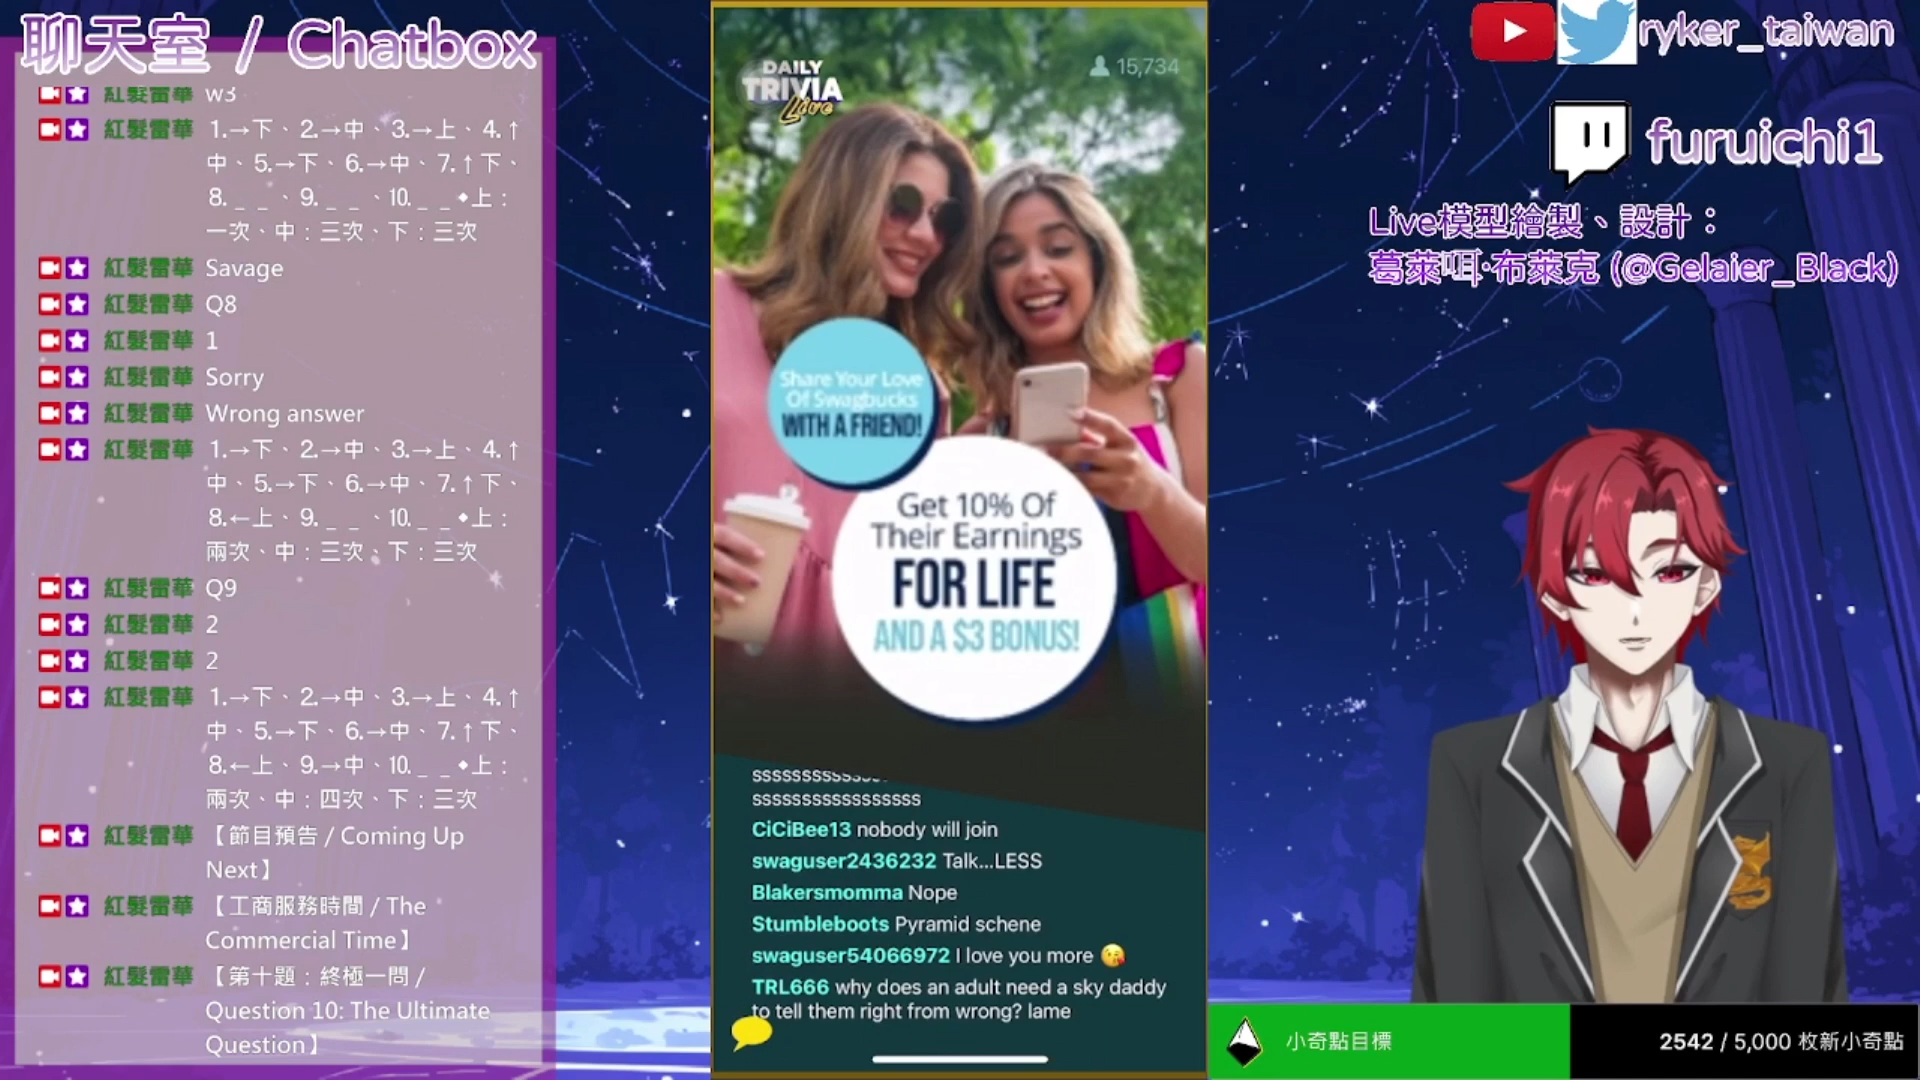 聊天室 / Chatbox
紅髮雷華 w3
紅髮雷華 1.→下、2.→中、3.→上、4.↑
中、5.→下、6.→中、7.↑下、
8._ _、9._ _、10._ _◆上：
一次、中：三次、下：三次
紅髮雷華 Savage
紅髮雷華 Q8
紅髮雷華 1
紅髮雷華 Sorry
紅髮雷華 Wrong answer
紅髮雷華 1.→下、2.→中、3.→上、4.↑
中、5.→下、6.→中、7.↑下、
8.←上、9._ _、10._ _◆上：
兩次、中：三次、下：三次
紅髮雷華 Q9
紅髮雷華 2
紅髮雷華 2
紅髮雷華 1.→下、2.→中、3.→上、4.↑
中、5.→下、6.→中、7.↑下、
8.←上、9.→中、10._ _◆上：
兩次、中：四次、下：三次
紅髮雷華 【節目預告 / Coming Up
Next】
紅髮雷華 【工商服務時間 / The
Commercial Time】
紅髮雷華 【第十題：終極一問 /
Question 10: The Ultimate
Question】
DAILY
TRIVIA
Live
15,734
Share Your Love
Of Swagbucks
WITH A FRIEND!
Get 10% Of
Their Earnings
FOR LIFE
AND A $3 BONUS!
sssssssssssssss
sssssssssssssssss
CiCiBee13 nobody will join
swaguser2436232 Talk...LESS
Blakersmomma Nope
Stumbleboots Pyramid schene
swaguser54066972 I love you more 😘
TRL666 why does an adult need a sky daddy
to tell them right from wrong? lame
ryker_taiwan
furuichi1
Live模型繪製、設計：
葛萊咡·布萊克 (@Gelaier_Black)
小奇點目標
2542 / 5,000 枚新小奇點